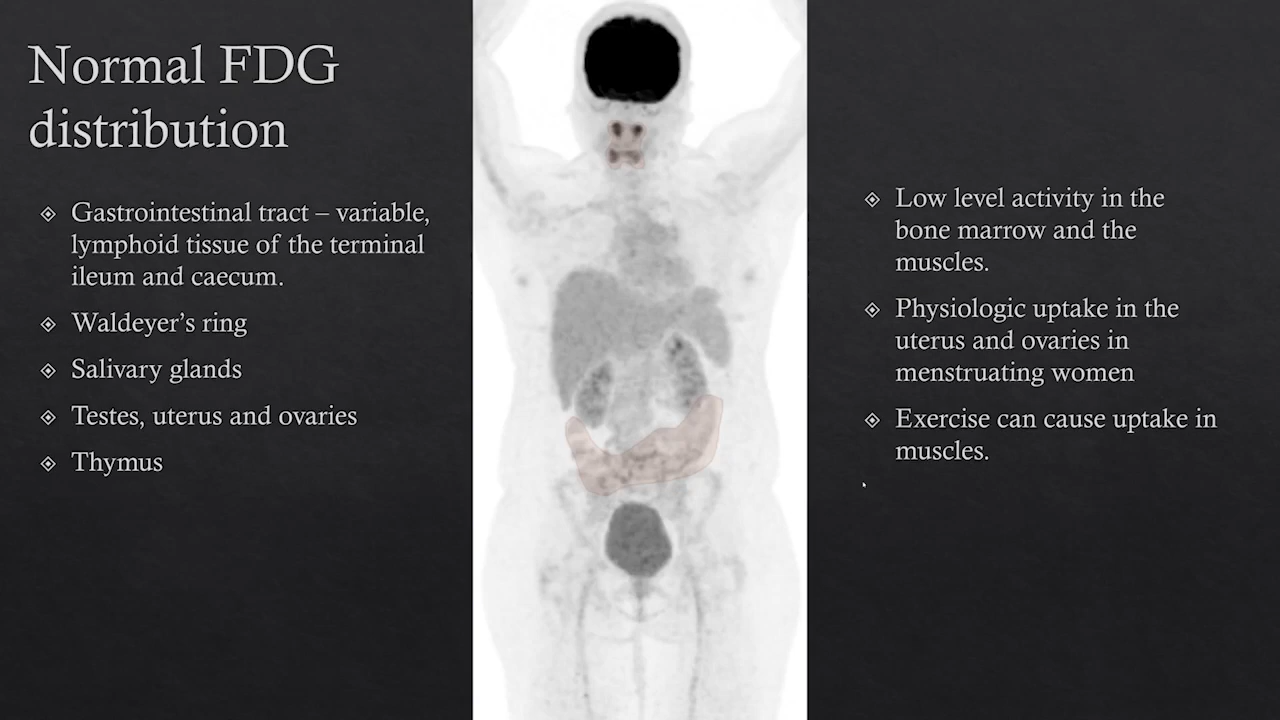 Normal FDG
distribution
Gastrointestinal tract – variable,
lymphoid tissue of the terminal
ileum and caecum.
Waldeyer’s ring
Salivary glands
Testes, uterus and ovaries
Thymus
Low level activity in the
bone marrow and the
muscles.
Physiologic uptake in the
uterus and ovaries in
menstruating women
Exercise can cause uptake in
muscles.